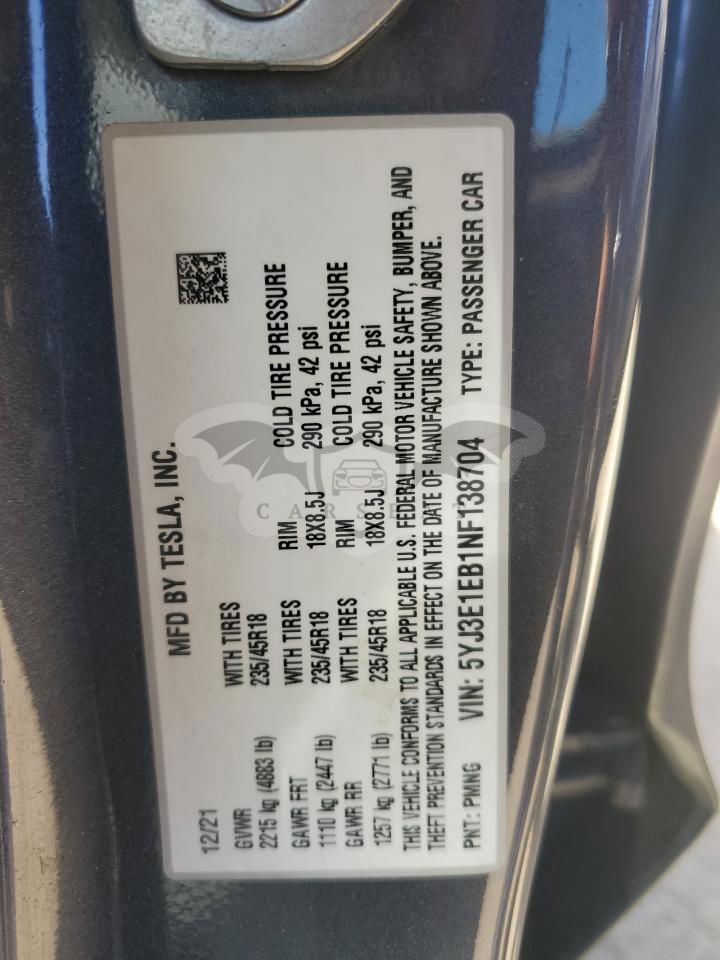 MFD BY TESLA, INC.
12/21
GVWR WITH TIRES RIM COLD TIRE PRESSURE
2215 kg (4883 lb) 235/45R18 18X8.5J 290 kPa, 42 psi
GAWR FRT WITH TIRES RIM COLD TIRE PRESSURE
1110 kg (2447 lb) 235/45R18 18X8.5J 290 kPa, 42 psi
GAWR RR WITH TIRES
1257 kg (2771 lb) 235/45R18
THIS VEHICLE CONFORMS TO ALL APPLICABLE U.S. FEDERAL MOTOR VEHICLE SAFETY, BUMPER, AND
THEFT PREVENTION STANDARDS IN EFFECT ON THE DATE OF MANUFACTURE SHOWN ABOVE.
PNT: PMNG VIN: 5YJ3E1EB1NF138704 TYPE: PASSENGER CAR